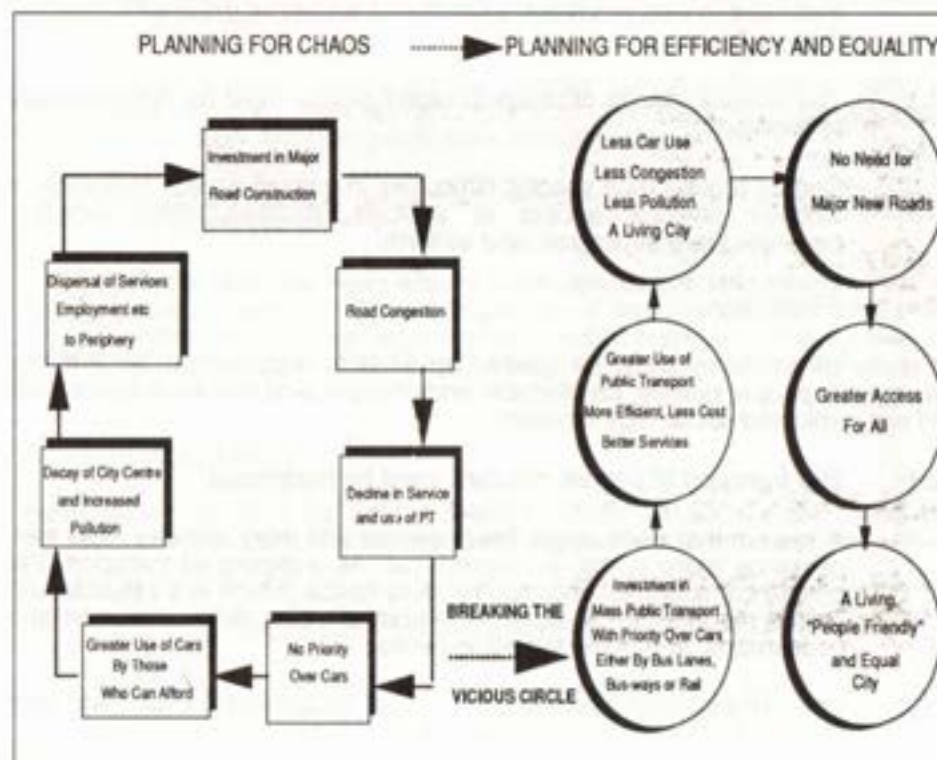 PLANNING FOR CHAOS
PLANNING FOR EFFICIENCY AND EQUALITY
Investment in Major
Road Construction
Road Congestion
Decline in Service
and use of PT
No Priority
Over Cars
Greater Use of Cars
By Those
Who Can Afford
Decay of City Centre
and Increased
Pollution
Dispersal of Services
Employment etc
to Periphery
BREAKING THE
VICIOUS CIRCLE
Investment in
Mass Public Transport
With Priority Over Cars
Either By Bus Lanes,
Bus-ways or Rail
Greater Use of
Public Transport
More Efficient, Less Cost
Better Services
Less Car Use
Less Congestion
Less Pollution
A Living City
No Need for
Major New Roads
Greater Access
For All
A Living,
"People Friendly"
and Equal
City